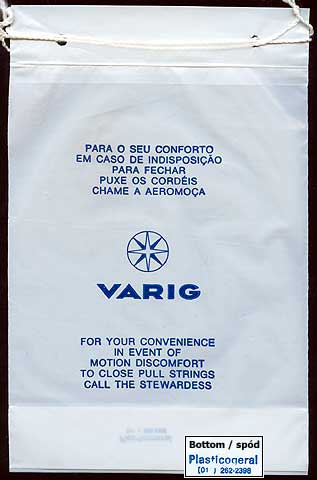 PARA O SEU CONFORTO
EM CASO DE INDISPOSIÇÃO
PARA FECHAR
PUXE OS CORDÉIS
CHAME A AEROMOÇA
VARIG
FOR YOUR CONVENIENCE
IN EVENT OF
MOTION DISCOMFORT
TO CLOSE PULL STRINGS
CALL THE STEWARDESS
Bottom / spód
Plasticogeral
(01 ) 262-2398